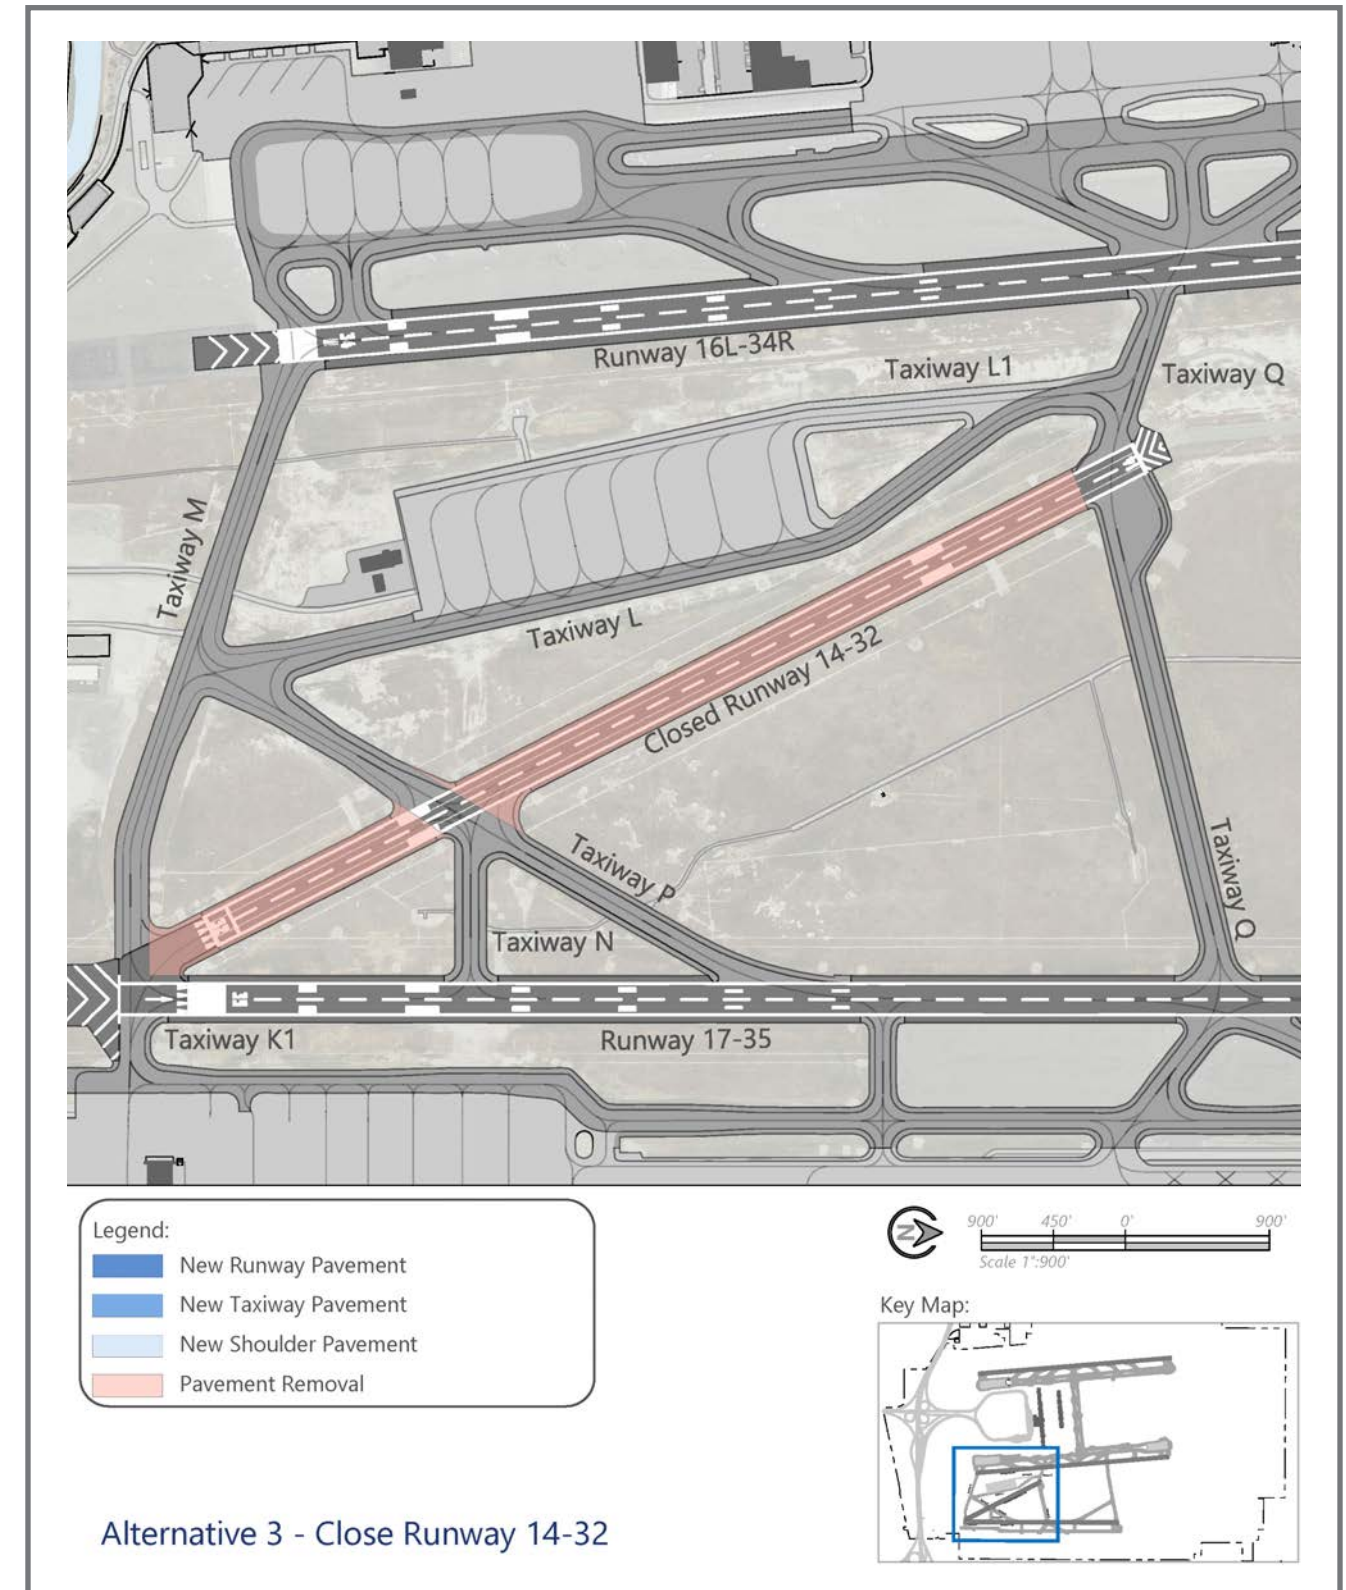 Runway 16L-34R
Taxiway L1
Taxiway Q
Taxiway M
Taxiway L
Closed Runway 14-32
Taxiway P
Taxiway Q
Taxiway N
Taxiway K1
Runway 17-35
Legend:
New Runway Pavement
New Taxiway Pavement
New Shoulder Pavement
Pavement Removal
N
900' 450' 0' 900'
Scale 1":900'
Key Map:
Alternative 3 - Close Runway 14-32